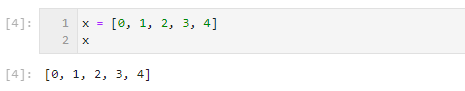 [4]: 1 x = [0, 1, 2, 3, 4]
2 x
[4]: [0, 1, 2, 3, 4]